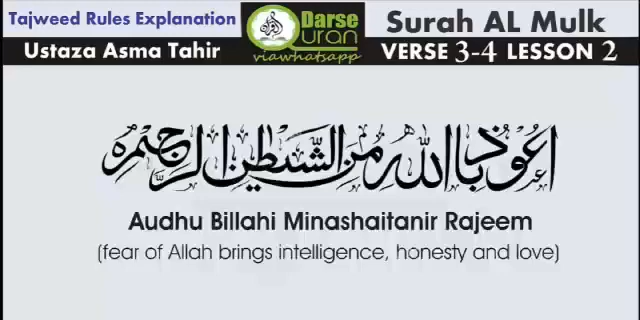 Tajweed Rules Explanation
Ustaza Asma Tahir
Darse
Quran
viawhatsapp
Surah AL Mulk
VERSE 3-4 LESSON 2
اعوذ باالله من الشيطن الرجيم
Audhu Billahi Minashaitanir Rajeem
(fear of Allah brings intelligence, honesty and love)